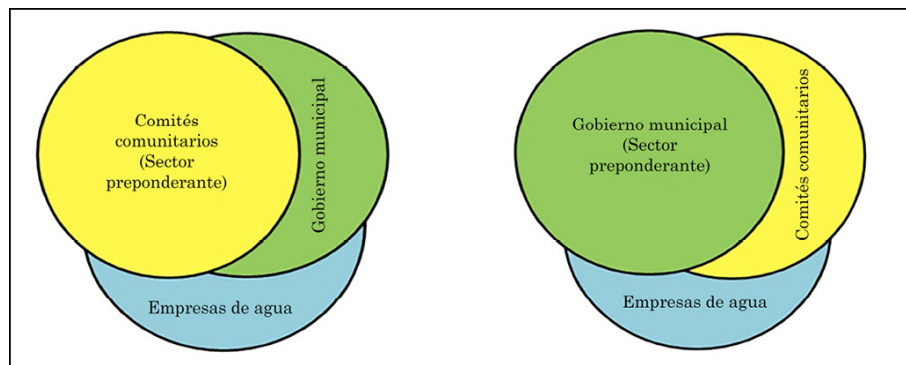 Comités
comunitarios
(Sector
preponderante)
Gobierno municipal
Empresas de agua
Gobierno municipal
(Sector
preponderante)
Comités comunitarios
Empresas de agua